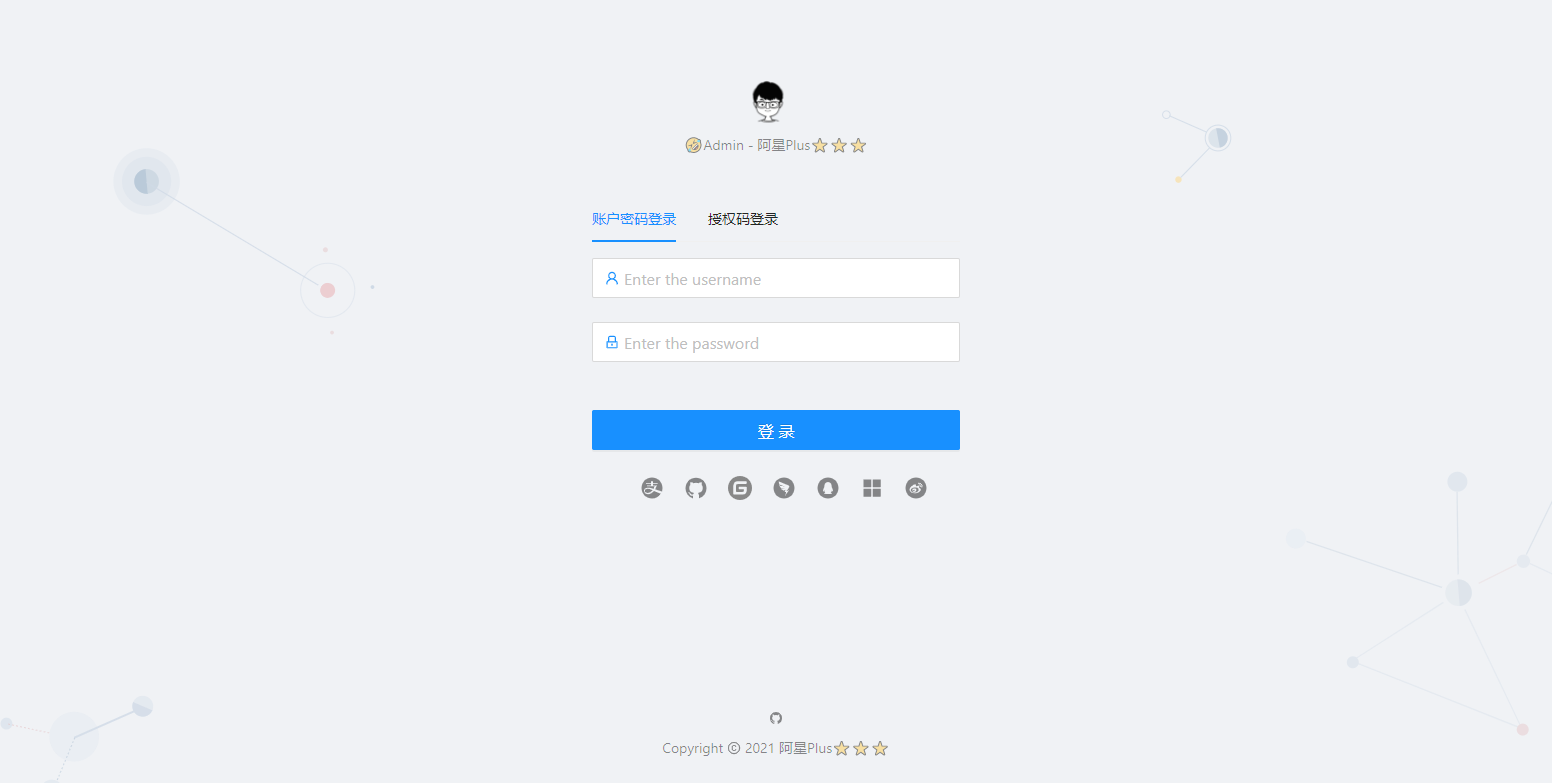 🤣Admin - 阿星Plus⭐⭐⭐
账户密码登录 授权码登录
Enter the username
Enter the password
登 录
Copyright © 2021 阿星Plus⭐⭐⭐